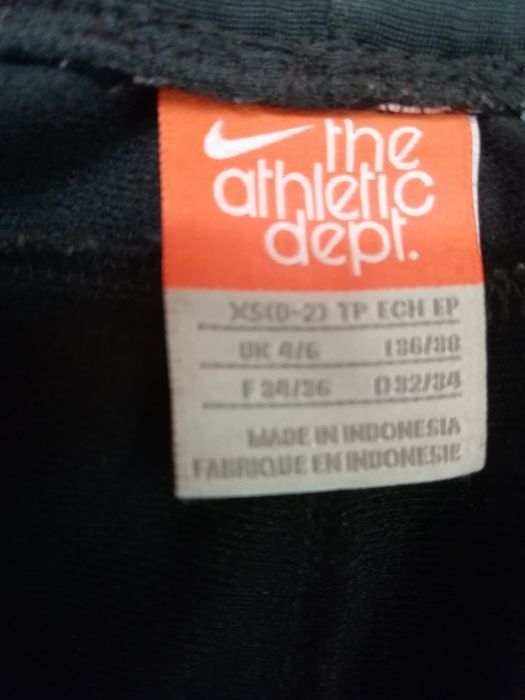 the
athletic
dept.
XS(0-2) TP ECH EP
UK 4/6 I36/38
F 34/36 D32/34
MADE IN INDONESIA
FABRIQUE EN INDONESIE